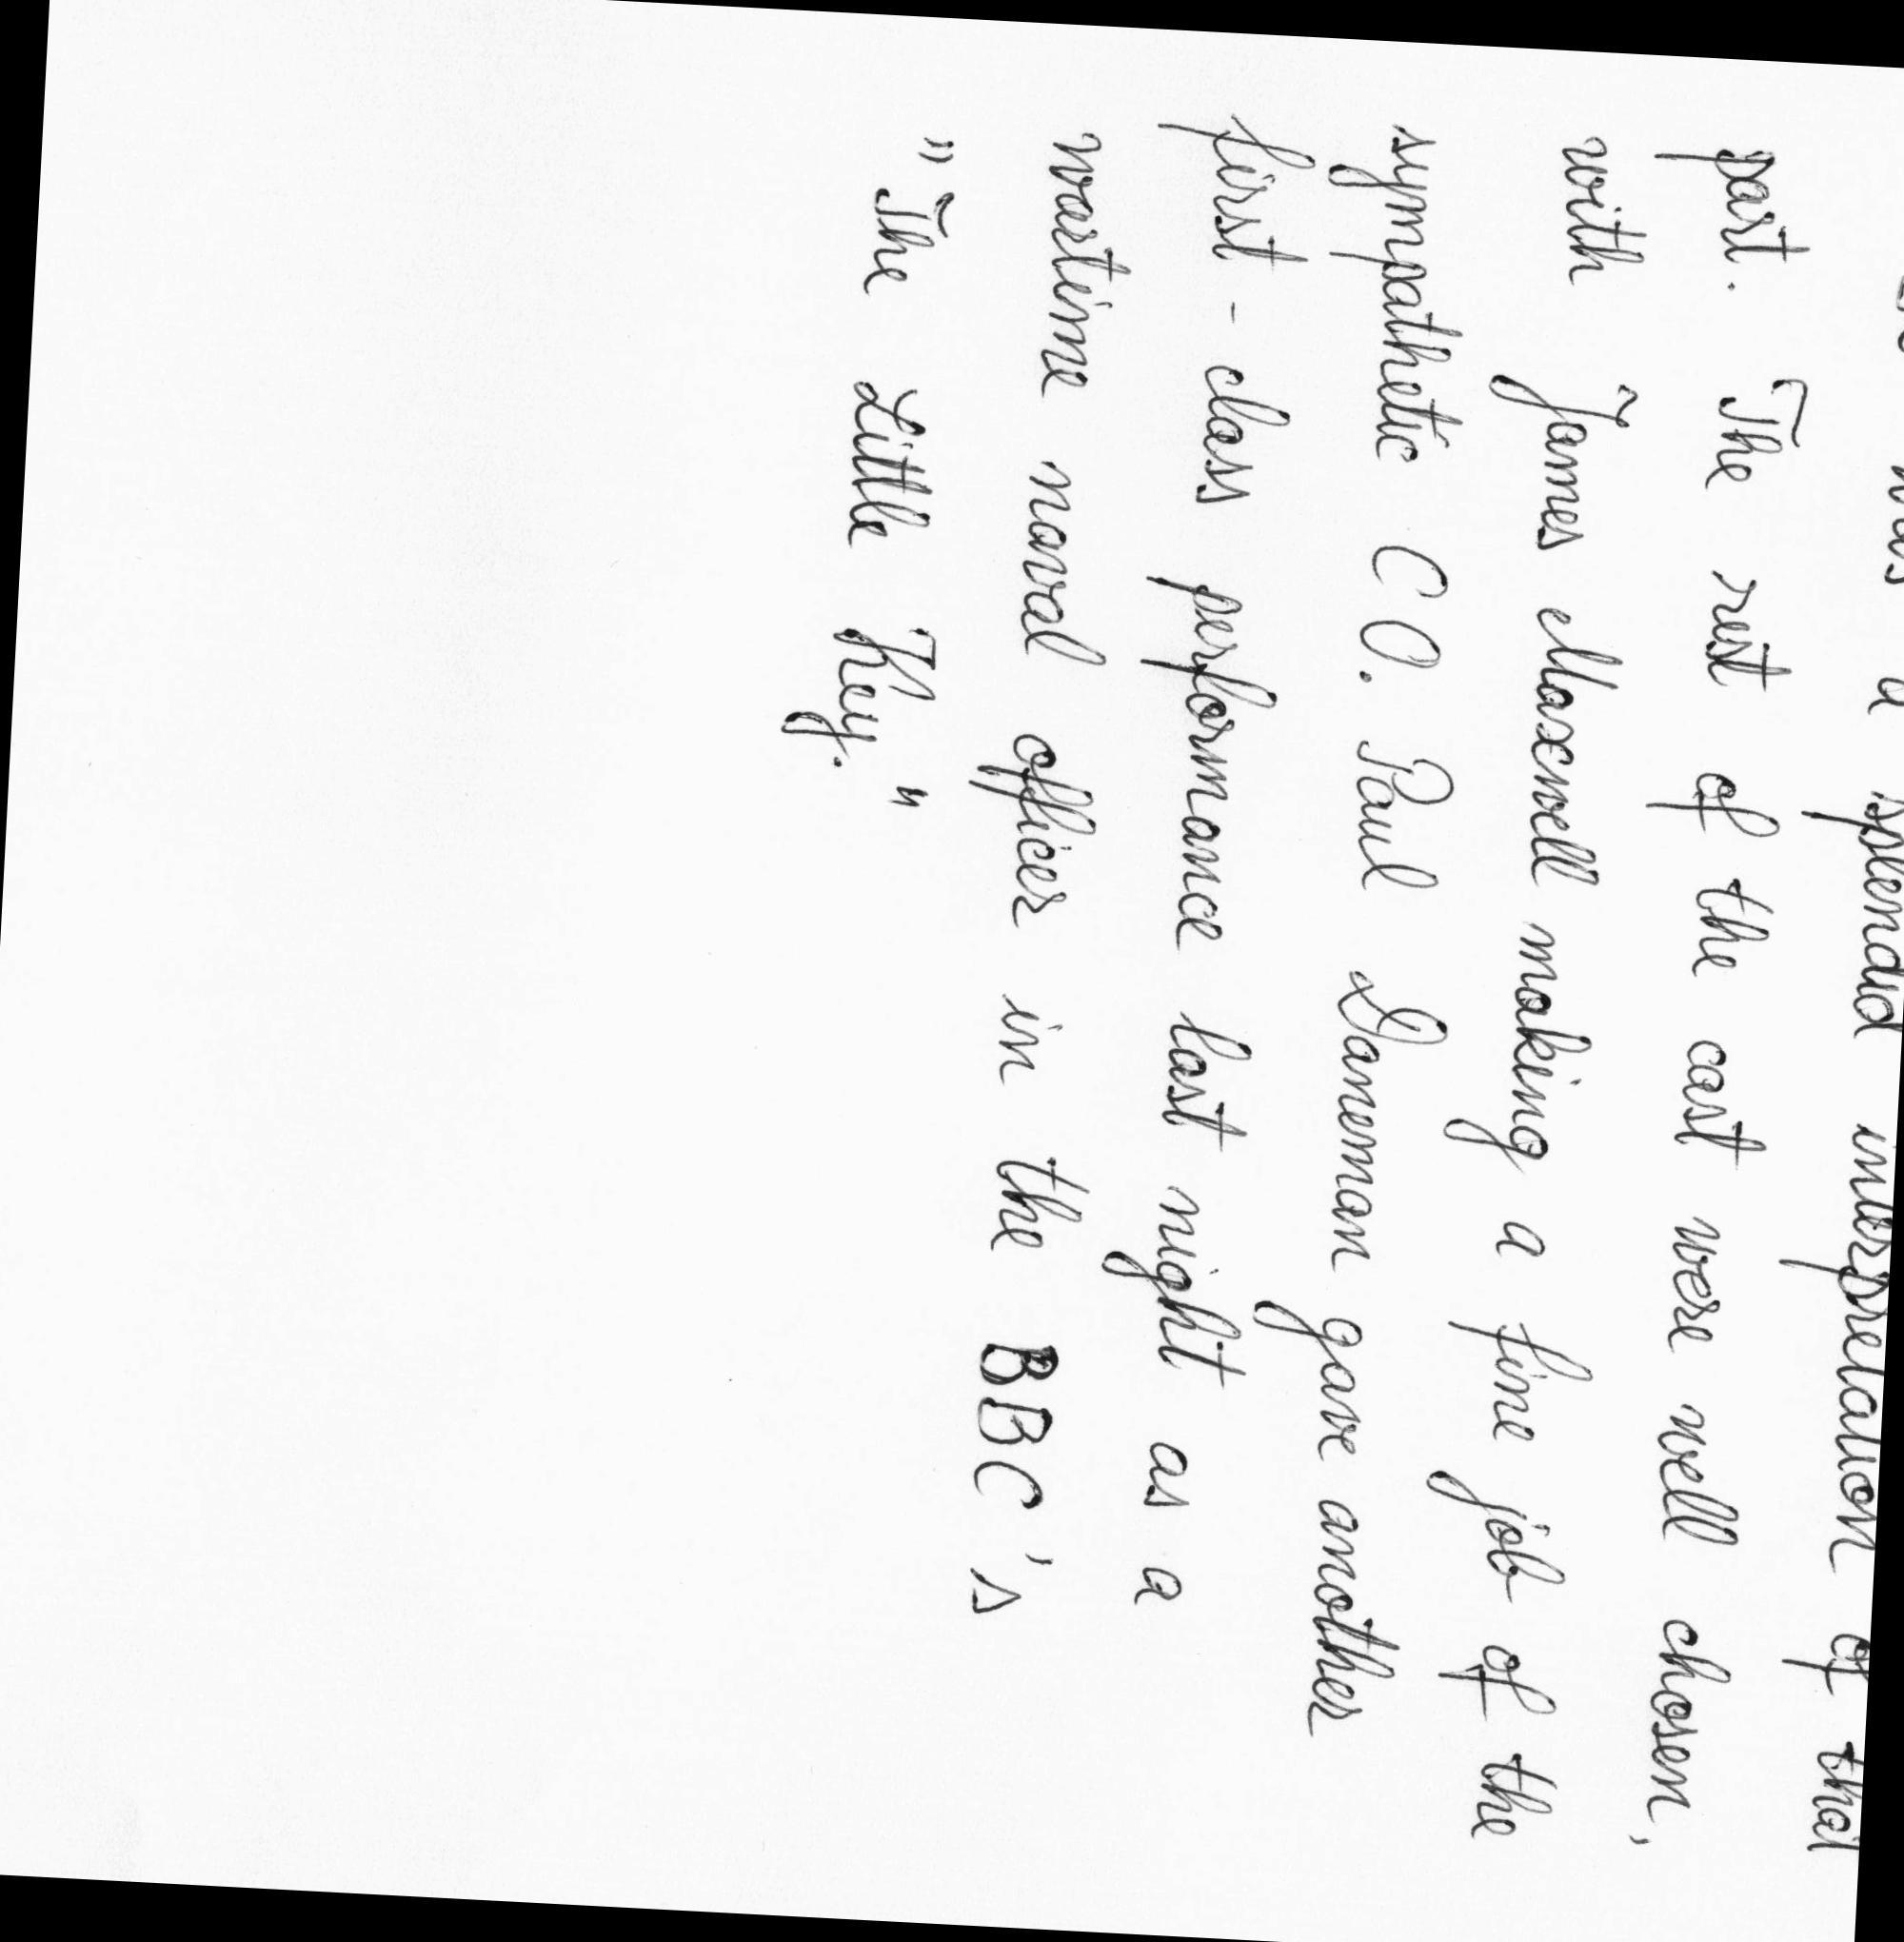 a splendid interpretation of that
part. The rest of the cast were well chosen,
with James Maxwell making a fine job of the
sympathetic C O. Paul Daneman gave another
first - class performance last night as a
wartime naval officer in the BBC's
"The Little Key."